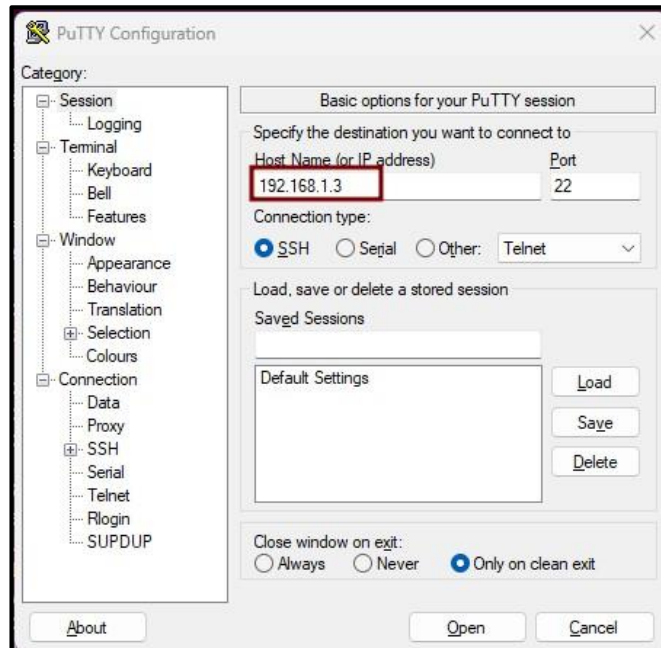 PuTTY Configuration
Category:
Session
Logging
Terminal
Keyboard
Bell
Features
Window
Appearance
Behaviour
Translation
Selection
Colours
Connection
Data
Proxy
SSH
Serial
Telnet
Rlogin
SUPDUP
Basic options for your PuTTY session
Specify the destination you want to connect to
Host Name (or IP address) Port
192.168.1.3 22
Connection type:
SSH Serial Other: Telnet
Load, save or delete a stored session
Saved Sessions
Default Settings
Load
Save
Delete
Close window on exit:
Always Never Only on clean exit
About Open Cancel